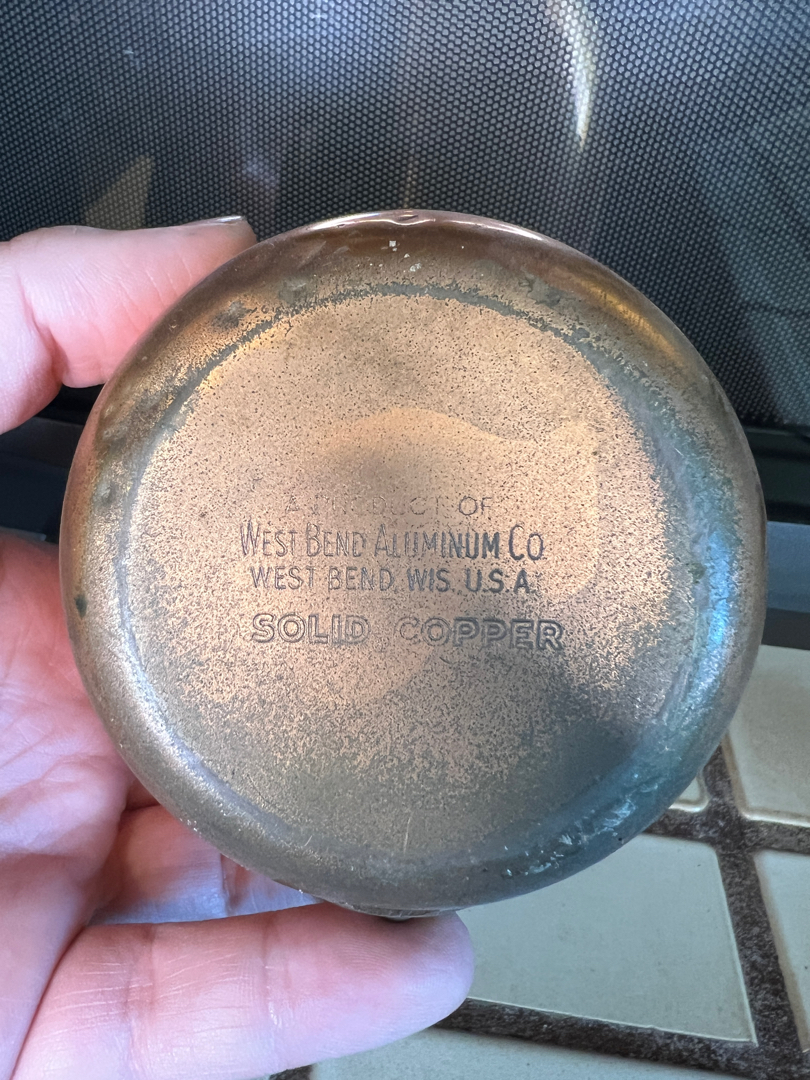 A PRODUCT OF
WEST BEND ALUMINUM CO.
WEST BEND, WIS. U.S.A.
SOLID COPPER